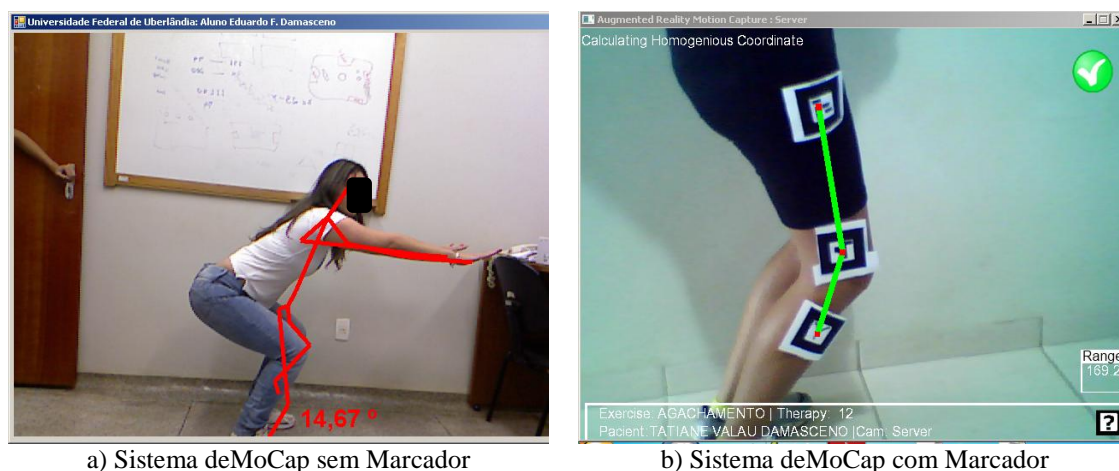 Universidade Federal de Uberlândia: Aluno Eduardo F. Damasceno
14,67 º
a) Sistema deMoCap sem Marcador
Augmented Reality Motion Capture : Server
Calculating Homogenious Coordinate
Range
169.2
Exercise: AGACHAMENTO | Therapy: 12
Pacient: TATIANE VALAU DAMASCENO |Cam: Server
?
b) Sistema deMoCap com Marcador